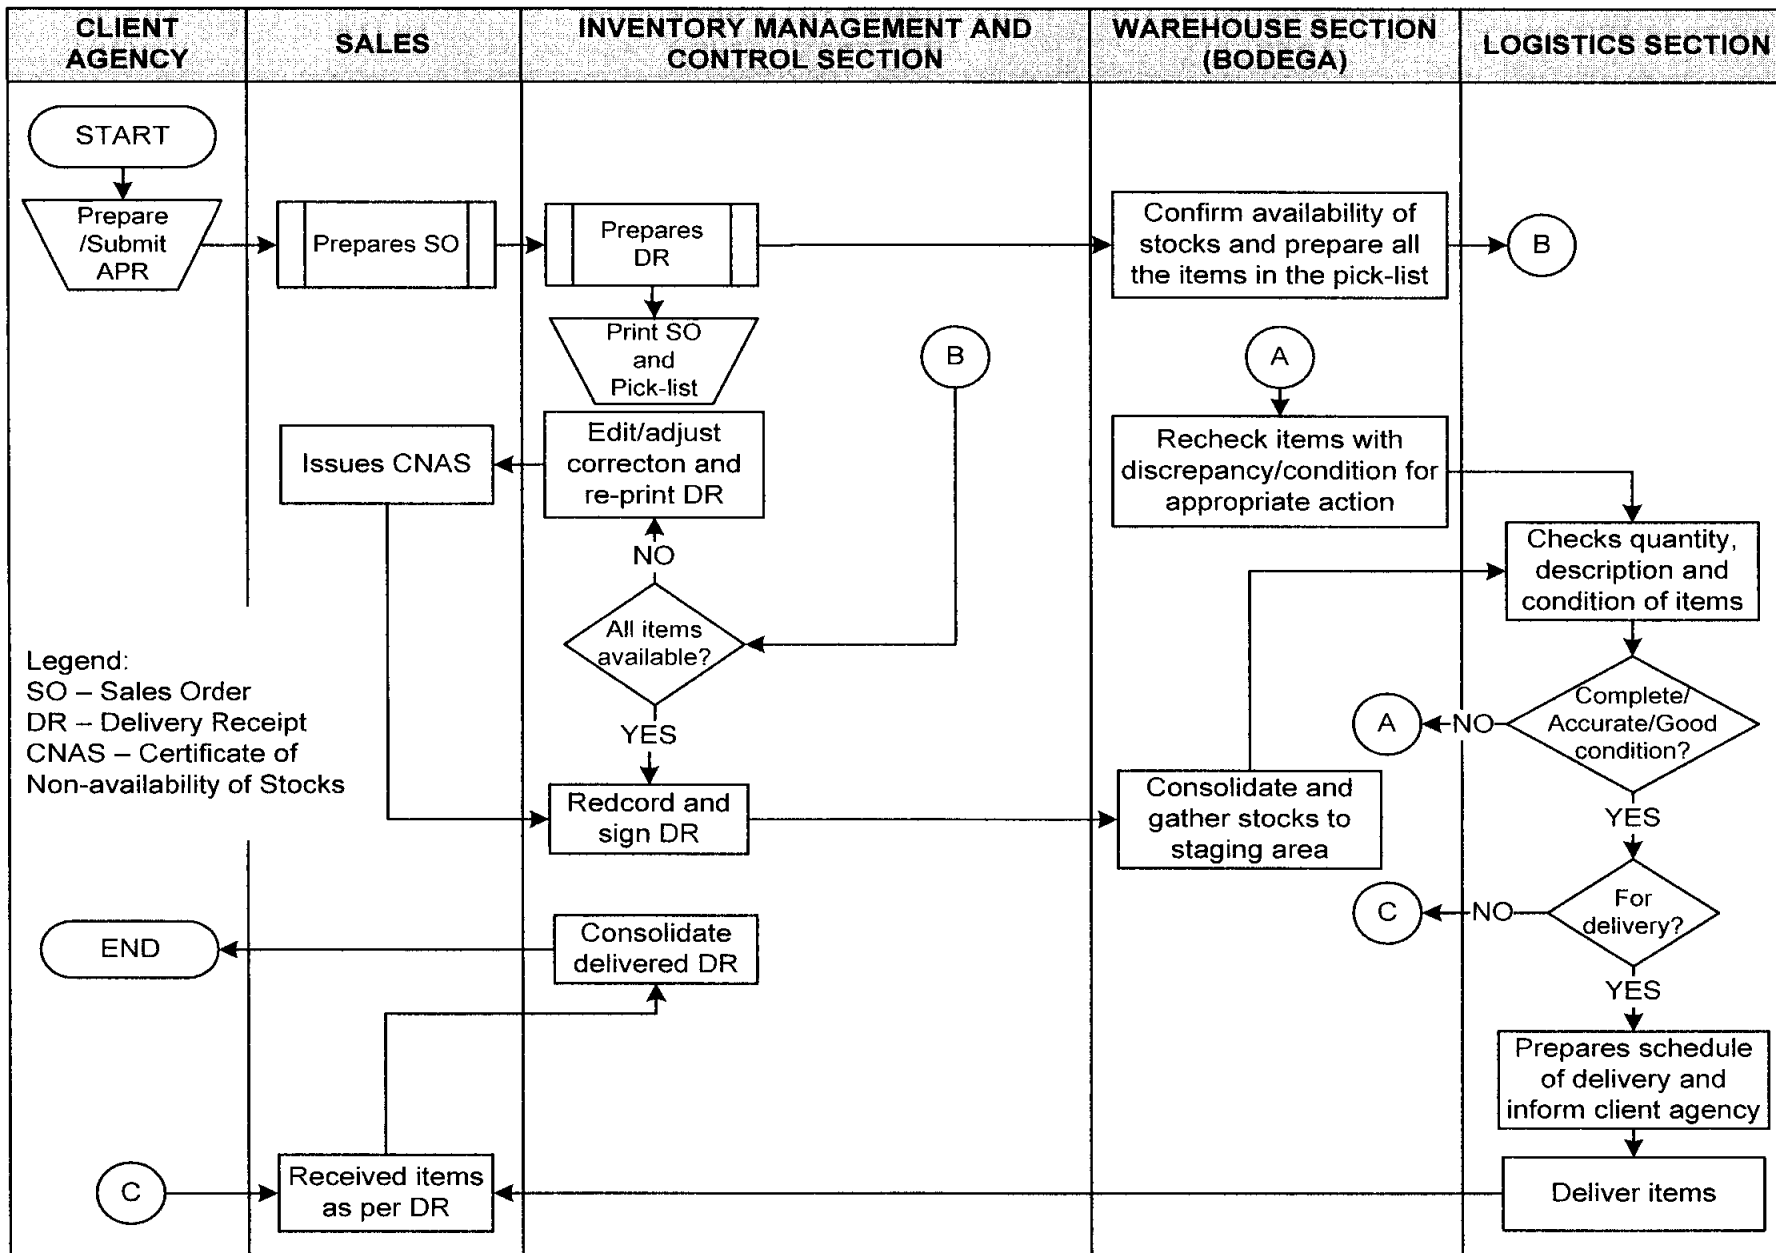 CLIENT
AGENCY
SALES
INVENTORY MANAGEMENT AND
CONTROL SECTION
WAREHOUSE SECTION
(BODEGA)
LOGISTICS SECTION
START
Prepare
/Submit
APR
Prepares SO
Prepares
DR
Confirm availability of
stocks and prepare all
the items in the pick-list
B
Print SO
and
Pick-list
B
A
Issues CNAS
Edit/adjust
correcton and
re-print DR
Recheck items with
discrepancy/condition for
appropriate action
NO
Checks quantity,
description and
condition of items
All items
available?
Legend:
SO – Sales Order
DR – Delivery Receipt
CNAS – Certificate of
Non-availability of Stocks
YES
A
NO
Complete/
Accurate/Good
condition?
Redcord and
sign DR
Consolidate and
gather stocks to
staging area
YES
C
NO
For
delivery?
END
Consolidate
delivered DR
YES
Prepares schedule
of delivery and
inform client agency
C
Received items
as per DR
Deliver items